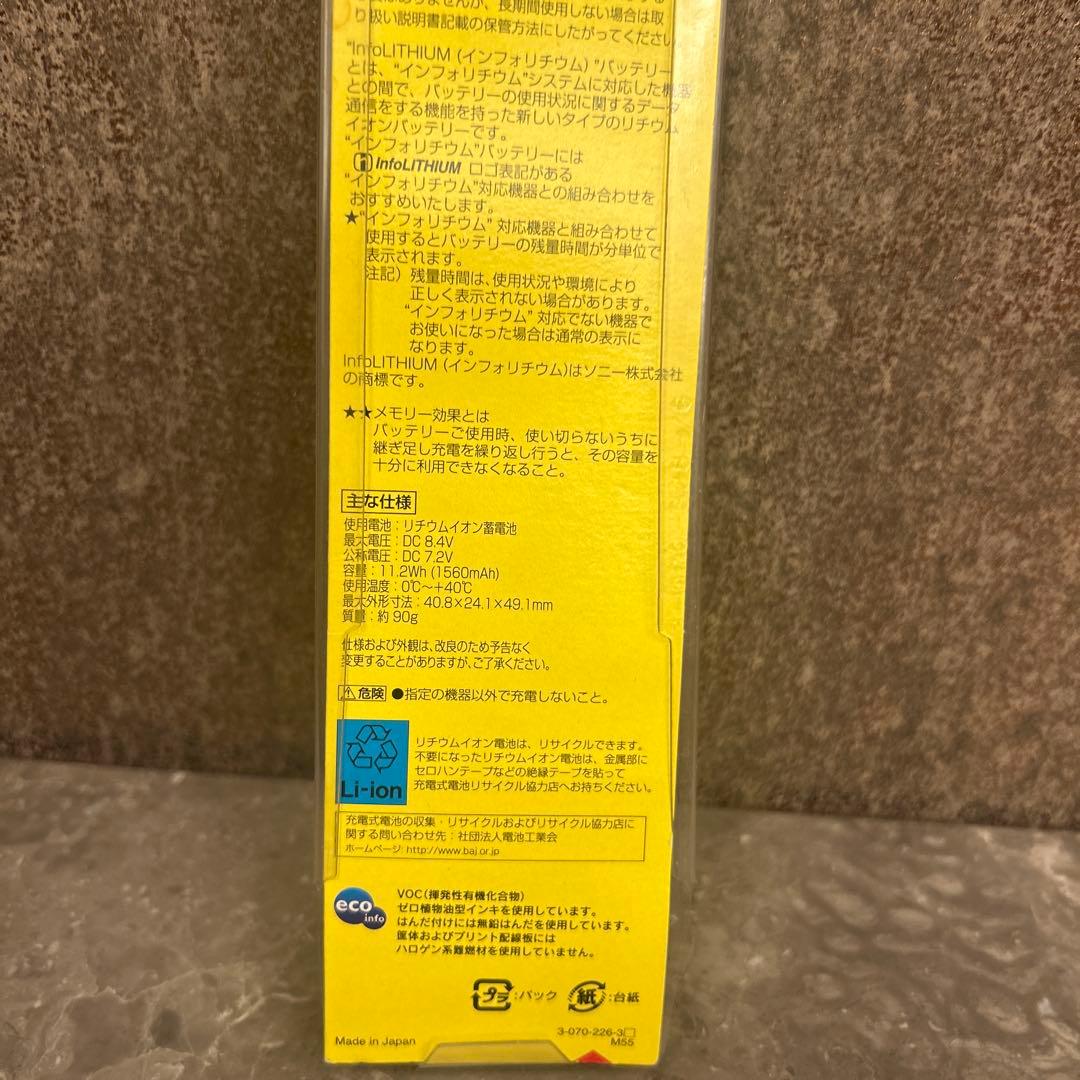 ありませんが、長期間使用しない場合は取
り扱い説明書記載の保管方法にしたがってください
"InfoLITHIUM (インフォリチウム) "バッテリー
とは、"インフォリチウム"システムに対応した機器
との間で、バッテリーの使用状況に関するデータ
通信をする機能を持った新しいタイプのリチウム
イオンバッテリーです。
"インフォリチウム"バッテリーには
InfoLITHIUM ロゴ表記がある
"インフォリチウム"対応機器との組み合わせを
おすすめいたします。
★"インフォリチウム" 対応機器と組み合わせて
使用するとバッテリーの残量時間が分単位で
表示されます。
注記) 残量時間は、使用状況や環境により
正しく表示されない場合があります。
"インフォリチウム" 対応でない機器で
お使いになった場合は通常の表示に
なります。
InfoLITHIUM (インフォリチウム)はソニー株式会社
の商標です。
★★メモリー効果とは
バッテリーご使用時、使い切らないうちに
継ぎ足し充電を繰り返し行うと、その容量を
十分に利用できなくなること。
主な仕様
使用電池：リチウムイオン蓄電池
最大電圧：DC 8.4V
公称電圧：DC 7.2V
容量：11.2Wh (1560mAh)
使用温度：0℃～+40℃
最大外形寸法：40.8×24.1×49.1mm
質量：約 90g
仕様および外観は、改良のため予告なく
変更することがありますが、ご了承ください。
危険 ●指定の機器以外で充電しないこと。
リチウムイオン電池は、リサイクルできます。
不要になったリチウムイオン電池は、金属部に
セロハンテープなどの絶縁テープを貼って
充電式電池リサイクル協力店へお持ちください。
Li-ion
充電式電池の収集・リサイクルおよびリサイクル協力店に
関する問い合わせ先：社団法人電池工業会
ホームページ: http://www.baj.or.jp
eco info
VOC(揮発性有機化合物)
ゼロ植物油型インキを使用しています。
はんだ付けには無鉛はんだを使用しています。
筐体およびプリント配線板には
ハロゲン系難燃材を使用していません。
プラ:パック 紙:台紙
3-070-226-3□
M55
Made in Japan